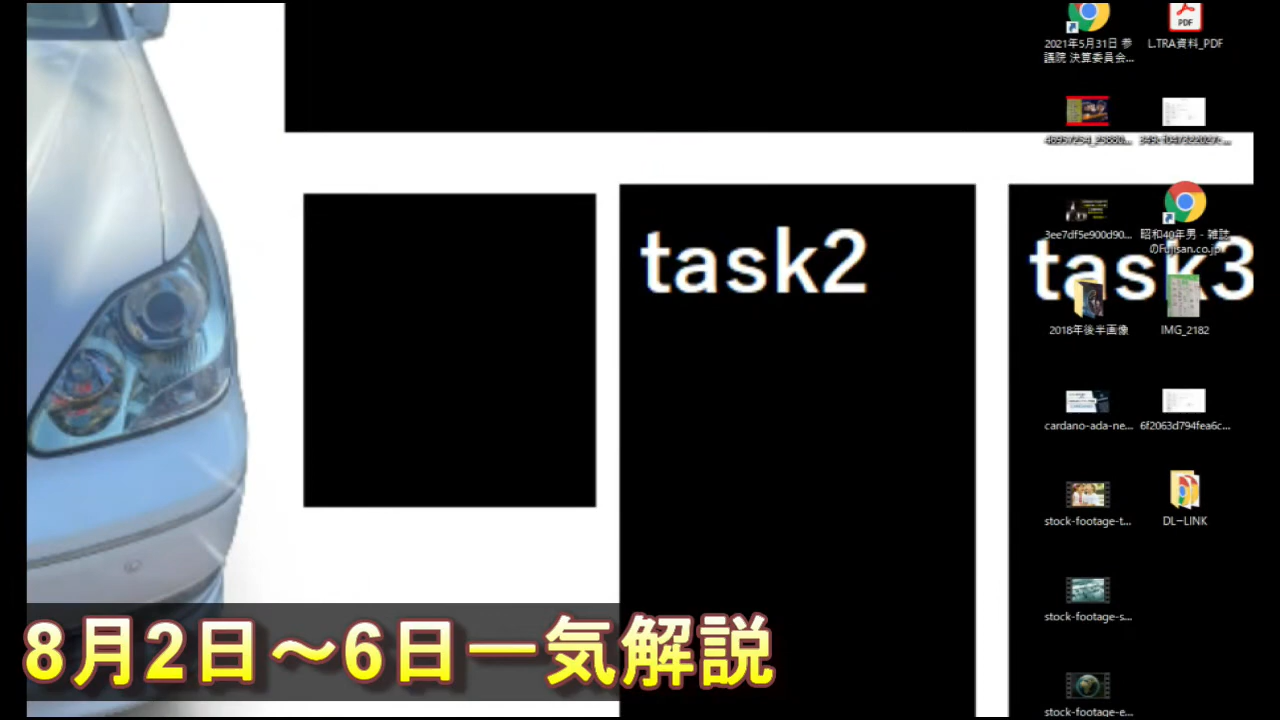 2021年5月31日 参
議院 決算委員会...
L.TRA資料_PDF
PDF
3ee7df5e900d90...
昭和40年男 - 雑誌
のFujisan.co.jp
task2
task3
2018年後半画像
IMG_2182
cardano-ada-ne...
6f2063d794fea6c...
stock-footage-t...
DL-LINK
stock-footage-s...
stock-footage-e...
8月2日～6日一気解説